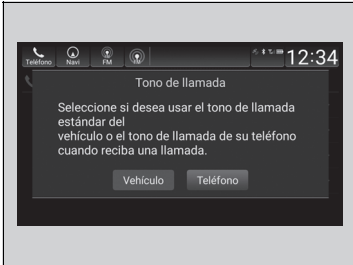 Teléfono Navi FM 12:34
Tono de llamada
Seleccione si desea usar el tono de llamada
estándar del
vehículo o el tono de llamada de su teléfono
cuando reciba una llamada.
Vehículo Teléfono